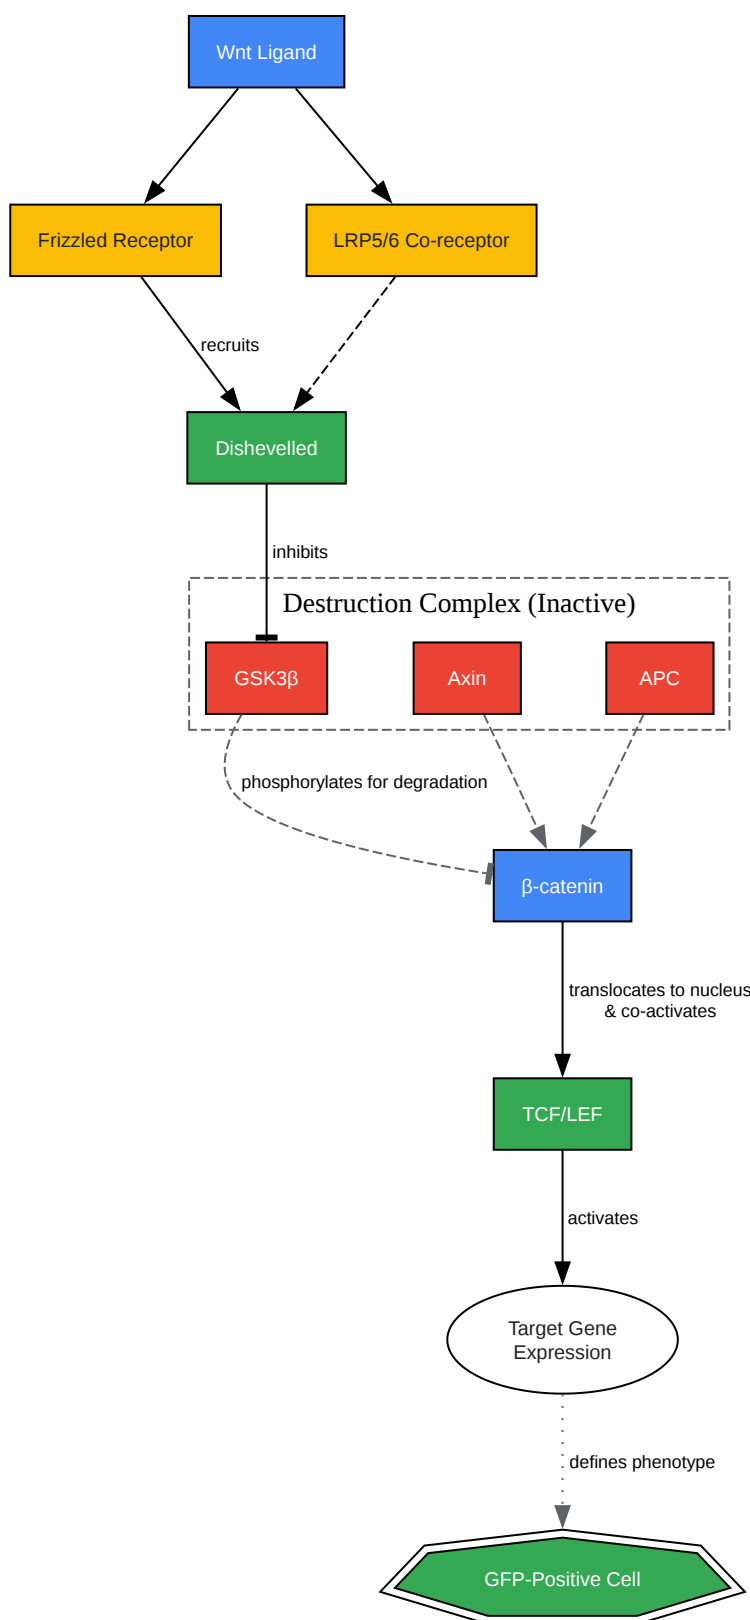 Wnt Ligand
Frizzled Receptor
LRP5/6 Co-receptor
recruits
Dishevelled
inhibits
Destruction Complex (Inactive)
GSK3β
Axin
APC
phosphorylates for degradation
β-catenin
translocates to nucleus
& co-activates
TCF/LEF
activates
Target Gene
Expression
defines phenotype
GFP-Positive Cell